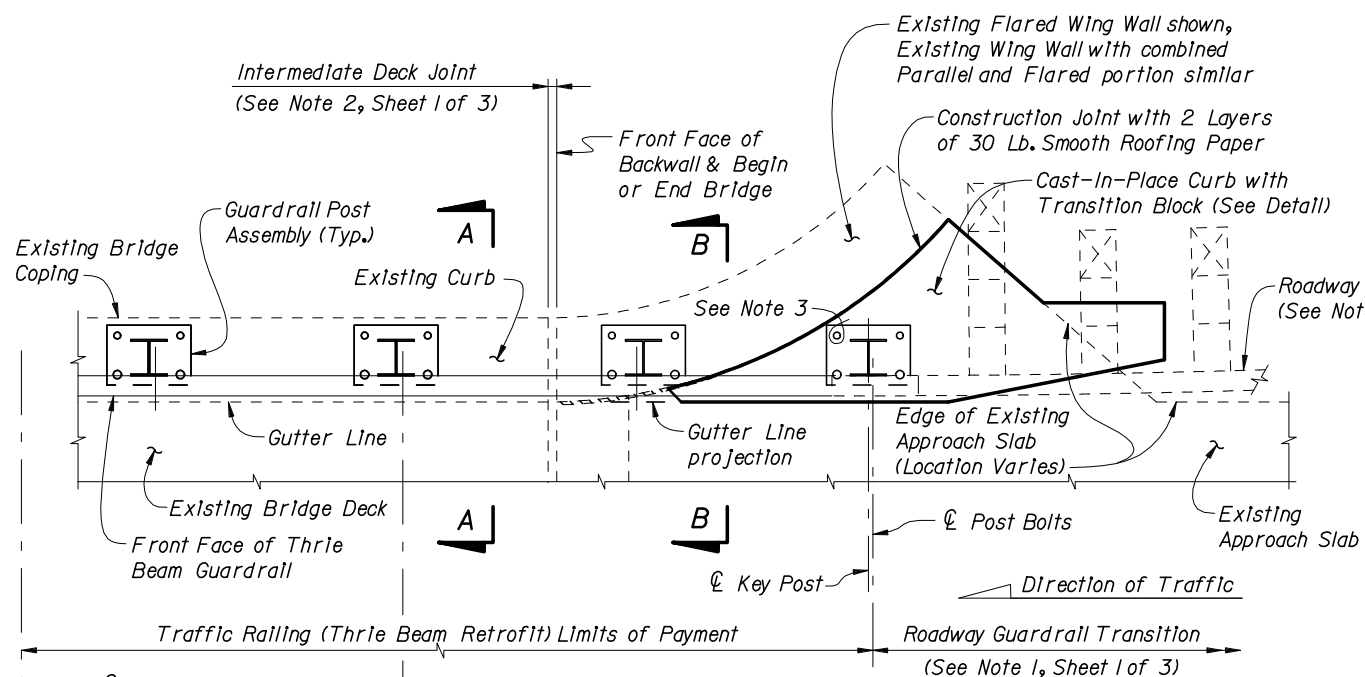 Existing Flared Wing Wall shown,
Existing Wing Wall with combined
Parallel and Flared portion similar
Intermediate Deck Joint
(See Note 2, Sheet 1 of 3)
Construction Joint with 2 Layers
of 30 Lb. Smooth Roofing Paper
Front Face of
Backwall & Begin
or End Bridge
Cast-In-Place Curb with
Transition Block (See Detail)
Guardrail Post
Assembly (Typ.)
A
B
Existing Bridge
Coping
Existing Curb
See Note 3
Roadway
(See Not
Gutter Line
Gutter Line
projection
Edge of Existing
Approach Slab
(Location Varies)
Existing Bridge Deck
A
B
℄ Post Bolts
Existing
Approach Slab
Front Face of Thrie
Beam Guardrail
℄ Key Post
Direction of Traffic
Traffic Railing (Thrie Beam Retrofit) Limits of Payment
Roadway Guardrail Transition
(See Note 1, Sheet 1 of 3)